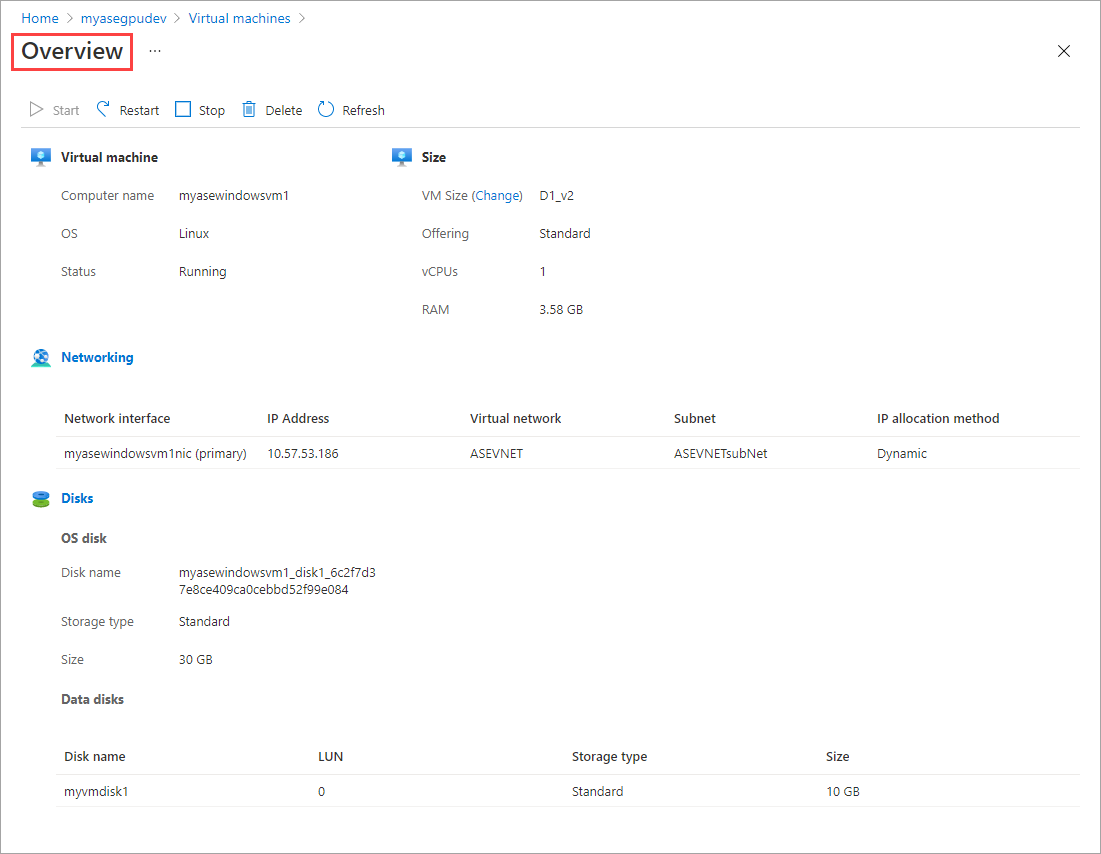 Home > myasegpudev > Virtual machines >
Overview ...
Start Restart Stop Delete Refresh
Virtual machine Size
Computer name myasewindowsvm1 VM Size (Change) D1_v2
OS Linux Offering Standard
Status Running vCPUs 1
RAM 3.58 GB
Networking
Network interface IP Address Virtual network Subnet IP allocation method
myasewindowsvm1nic (primary) 10.57.53.186 ASEVNET ASEVNETsubNet Dynamic
Disks
OS disk
Disk name myasewindowsvm1_disk1_6c2f7d3
7e8ce409ca0cebbd52f99e084
Storage type Standard
Size 30 GB
Data disks
Disk name LUN Storage type Size
myvmdisk1 0 Standard 10 GB